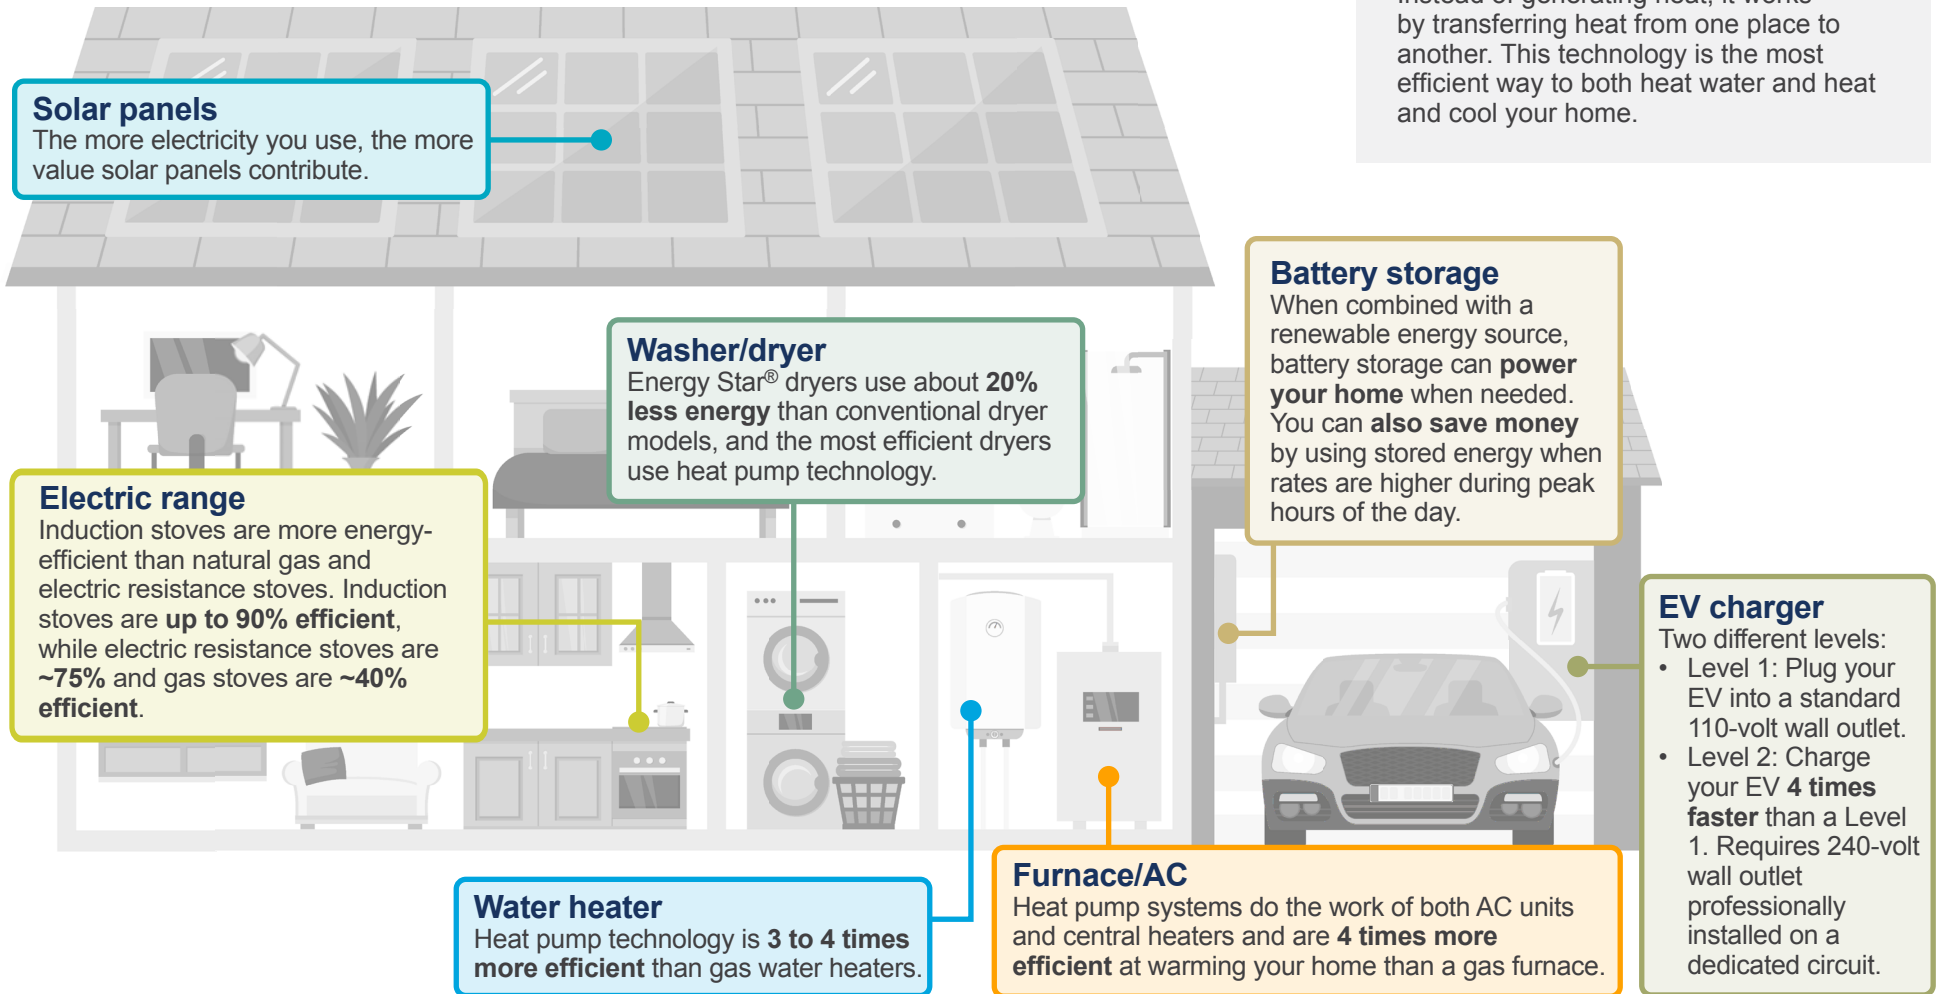 Instead of generating heat, it works
by transferring heat from one place to
another. This technology is the most
efficient way to both heat water and heat
and cool your home.
Solar panels
The more electricity you use, the more
value solar panels contribute.
Battery storage
When combined with a
renewable energy source,
battery storage can power
your home when needed.
You can also save money
by using stored energy when
rates are higher during peak
hours of the day.
Washer/dryer
Energy Star® dryers use about 20%
less energy than conventional dryer
models, and the most efficient dryers
use heat pump technology.
Electric range
Induction stoves are more energy-
efficient than natural gas and
electric resistance stoves. Induction
stoves are up to 90% efficient,
while electric resistance stoves are
~75% and gas stoves are ~40%
efficient.
EV charger
Two different levels:
• Level 1: Plug your
EV into a standard
110-volt wall outlet.
• Level 2: Charge
your EV 4 times
faster than a Level
1. Requires 240-volt
wall outlet
professionally
installed on a
dedicated circuit.
Water heater
Heat pump technology is 3 to 4 times
more efficient than gas water heaters.
Furnace/AC
Heat pump systems do the work of both AC units
and central heaters and are 4 times more
efficient at warming your home than a gas furnace.